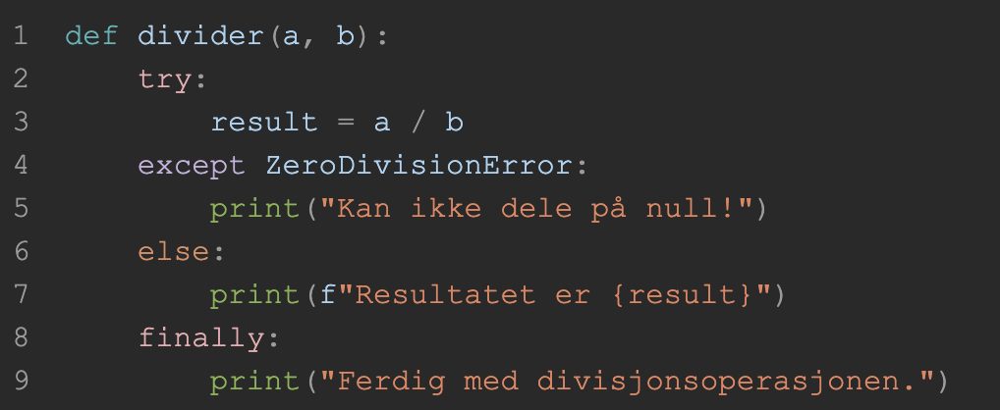 1 def divider(a, b):
2     try:
3         result = a / b
4     except ZeroDivisionError:
5         print("Kan ikke dele på null!")
6     else:
7         print(f"Resultatet er {result}")
8     finally:
9         print("Ferdig med divisjonsoperasjonen.")